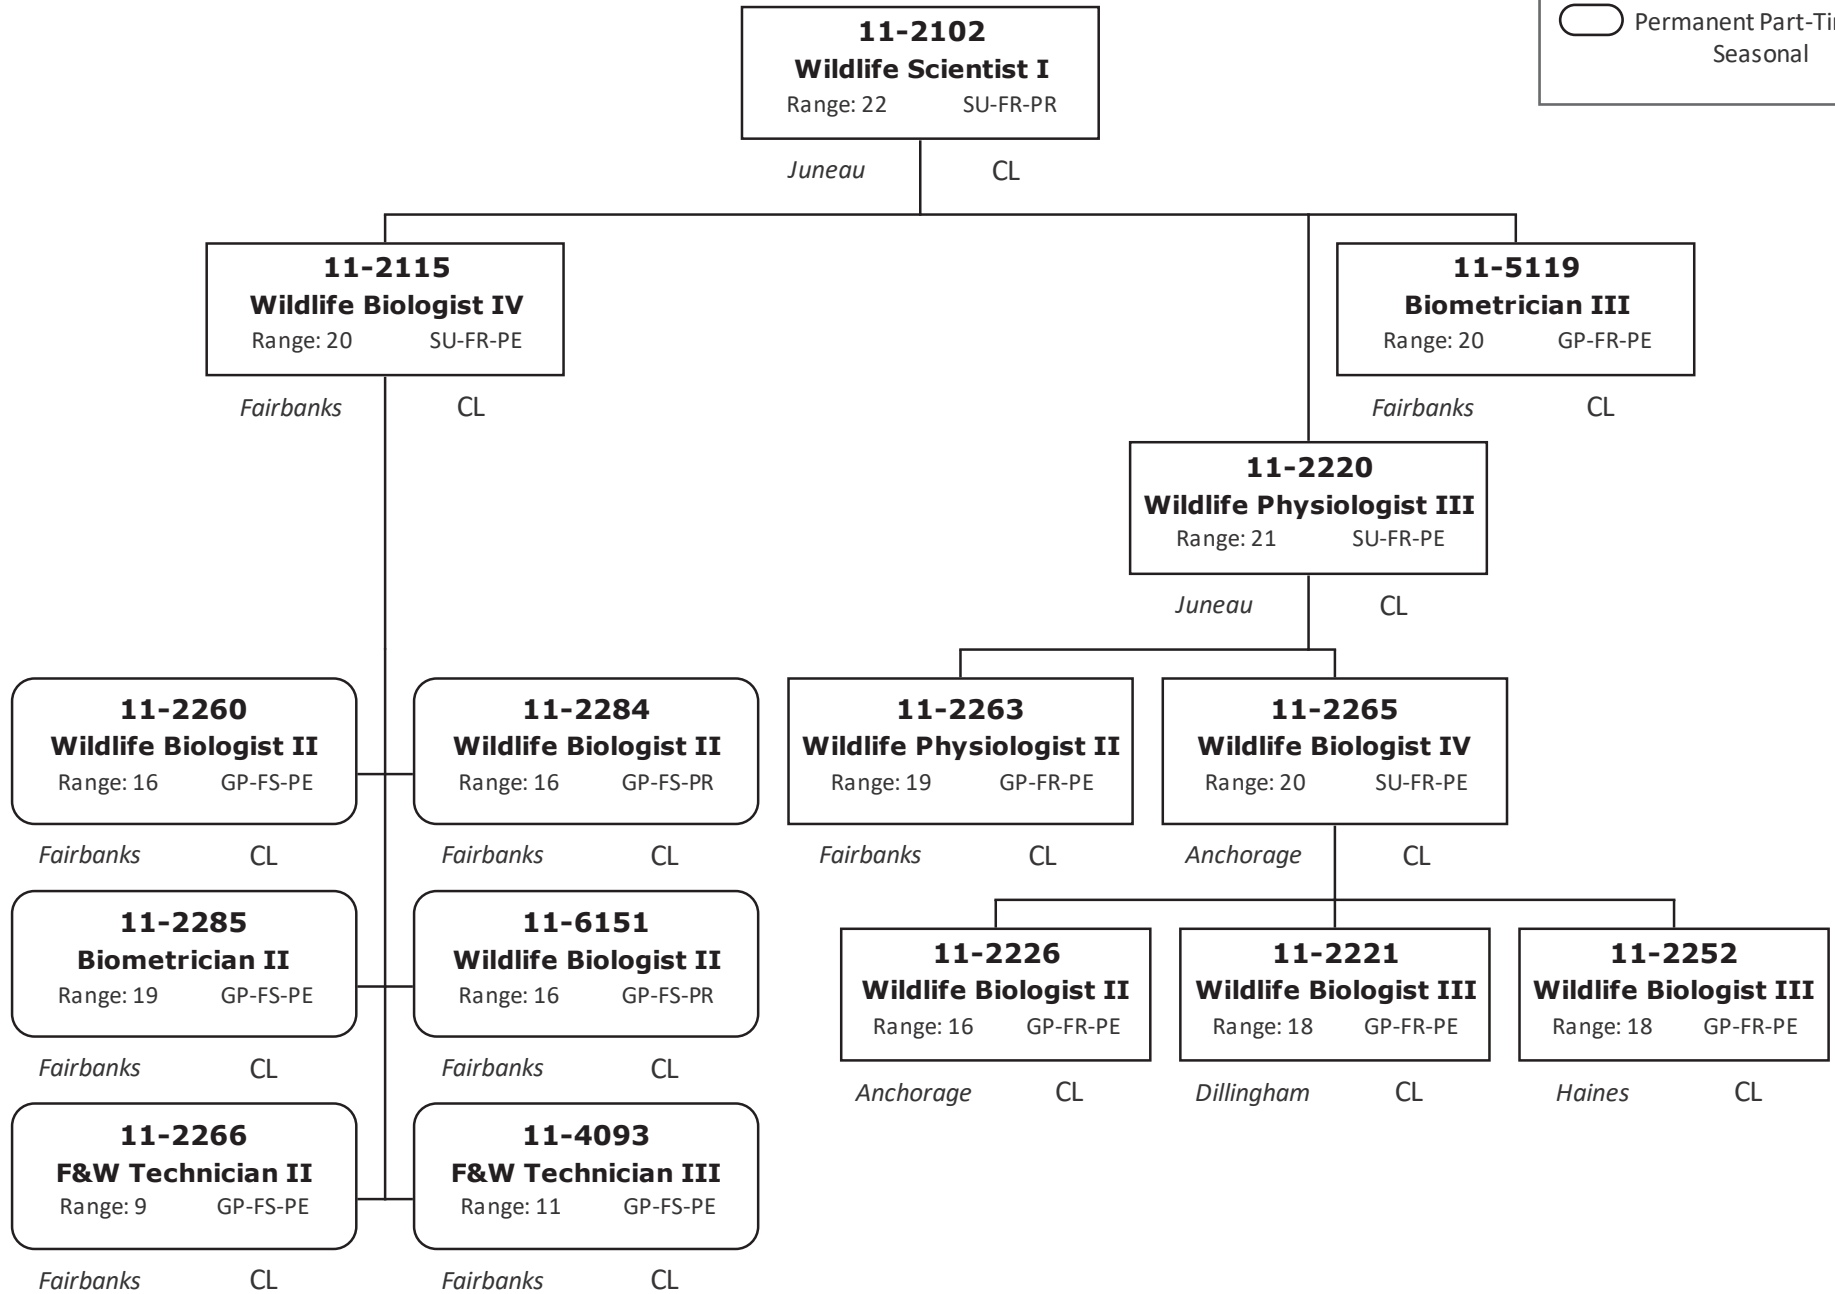 11-2102
Wildlife Scientist I
Range: 22 SU-FR-PR
Juneau CL
Permanent Part-Ti
Seasonal
11-2115
Wildlife Biologist IV
Range: 20 SU-FR-PE
Fairbanks CL
11-5119
Biometrician III
Range: 20 GP-FR-PE
Fairbanks CL
11-2220
Wildlife Physiologist III
Range: 21 SU-FR-PE
Juneau CL
11-2260
Wildlife Biologist II
Range: 16 GP-FS-PE
Fairbanks CL
11-2284
Wildlife Biologist II
Range: 16 GP-FS-PR
Fairbanks CL
11-2263
Wildlife Physiologist II
Range: 19 GP-FR-PE
Fairbanks CL
11-2265
Wildlife Biologist IV
Range: 20 SU-FR-PE
Anchorage CL
11-2285
Biometrician II
Range: 19 GP-FS-PE
Fairbanks CL
11-6151
Wildlife Biologist II
Range: 16 GP-FS-PR
Fairbanks CL
11-2226
Wildlife Biologist II
Range: 16 GP-FR-PE
Anchorage CL
11-2221
Wildlife Biologist III
Range: 18 GP-FR-PE
Dillingham CL
11-2252
Wildlife Biologist III
Range: 18 GP-FR-PE
Haines CL
11-2266
F&W Technician II
Range: 9 GP-FS-PE
Fairbanks CL
11-4093
F&W Technician III
Range: 11 GP-FS-PE
Fairbanks CL